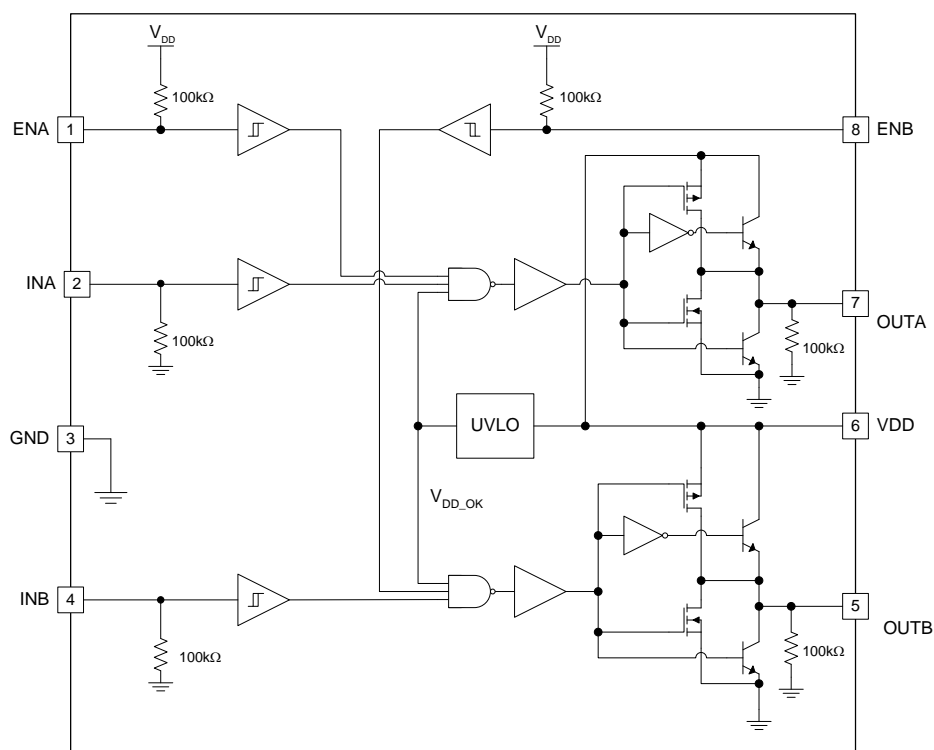 VDD
VDD
100kΩ
100kΩ
ENA
1
8
ENB
INA
2
7
OUTA
100kΩ
100kΩ
GND
3
UVLO
6
VDD
VDD_OK
INB
4
5
OUTB
100kΩ
100kΩ